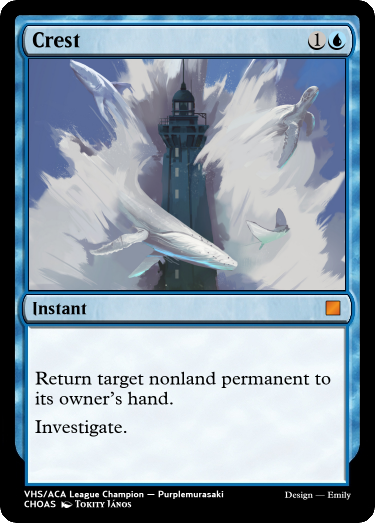 Crest 1
Instant
Return target nonland permanent to
its owner's hand.
Investigate.
VHS/ACA League Champion — Purplemurasaki
Design — Emily
CHOAS Tokity János